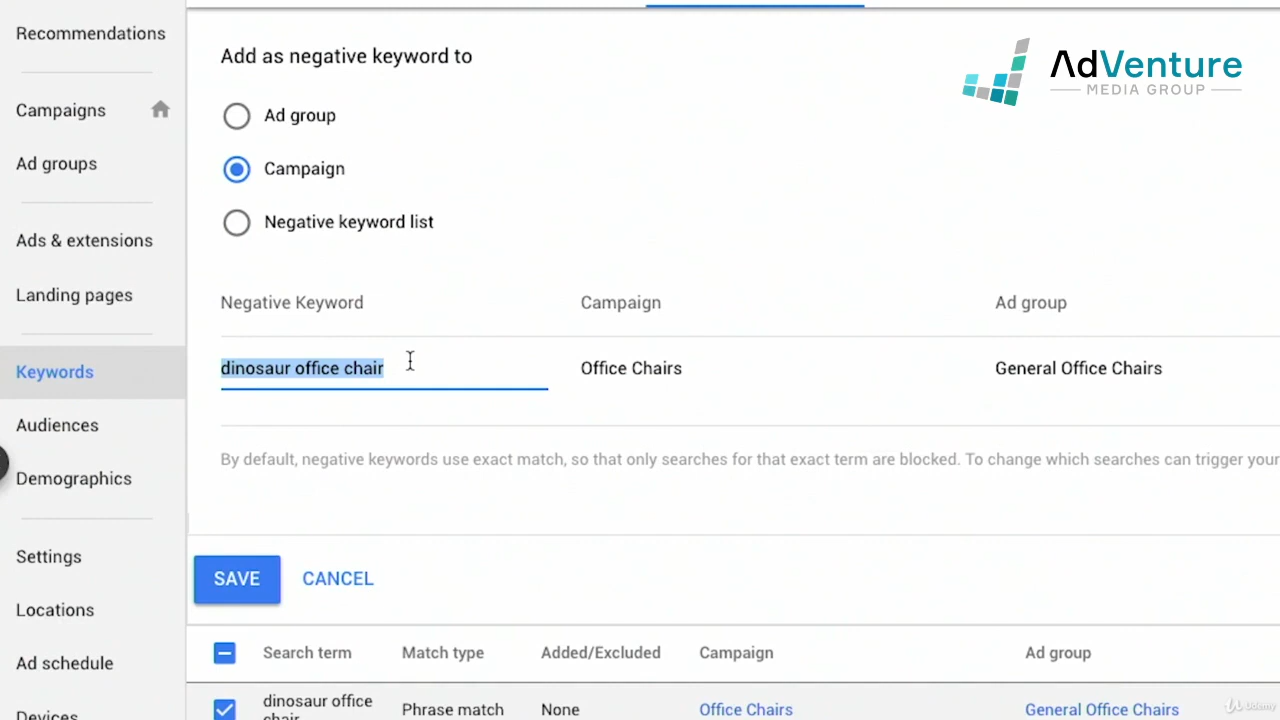 Recommendations
Campaigns
Ad groups
Ads & extensions
Landing pages
Keywords
Audiences
Demographics
Settings
Locations
Ad schedule
Devices
AdVenture
MEDIA GROUP
Add as negative keyword to
Ad group
Campaign
Negative keyword list
Negative Keyword Campaign Ad group
dinosaur office chair Office Chairs General Office Chairs
By default, negative keywords use exact match, so that only searches for that exact term are blocked. To change which searches can trigger your
SAVE CANCEL
Search term Match type Added/Excluded Campaign Ad group
dinosaur office
chair Phrase match None Office Chairs General Office Chairs
Udemy